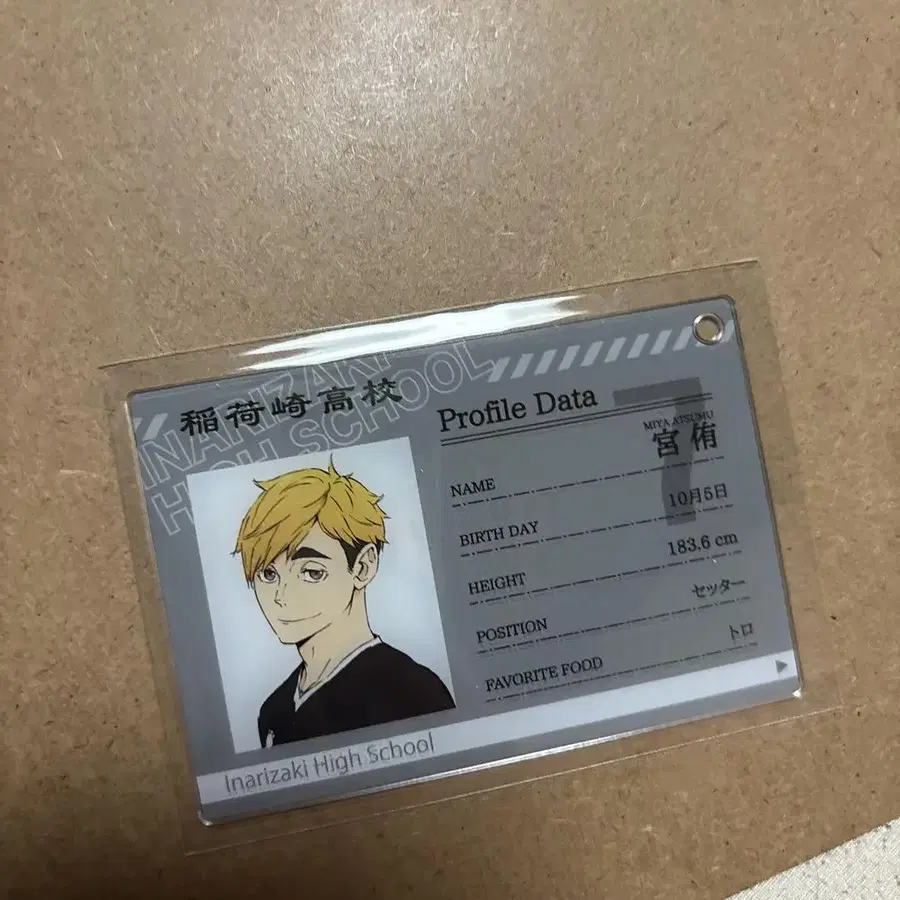 稲荷崎高校
INARIZAKI
HIGH SCHOOL
Profile Data
7
MIYA ATSUMU
NAME 宮 侑
BIRTH DAY 10月5日
HEIGHT 183.6 cm
POSITION セッター
FAVORITE FOOD トロ
Inarizaki High School